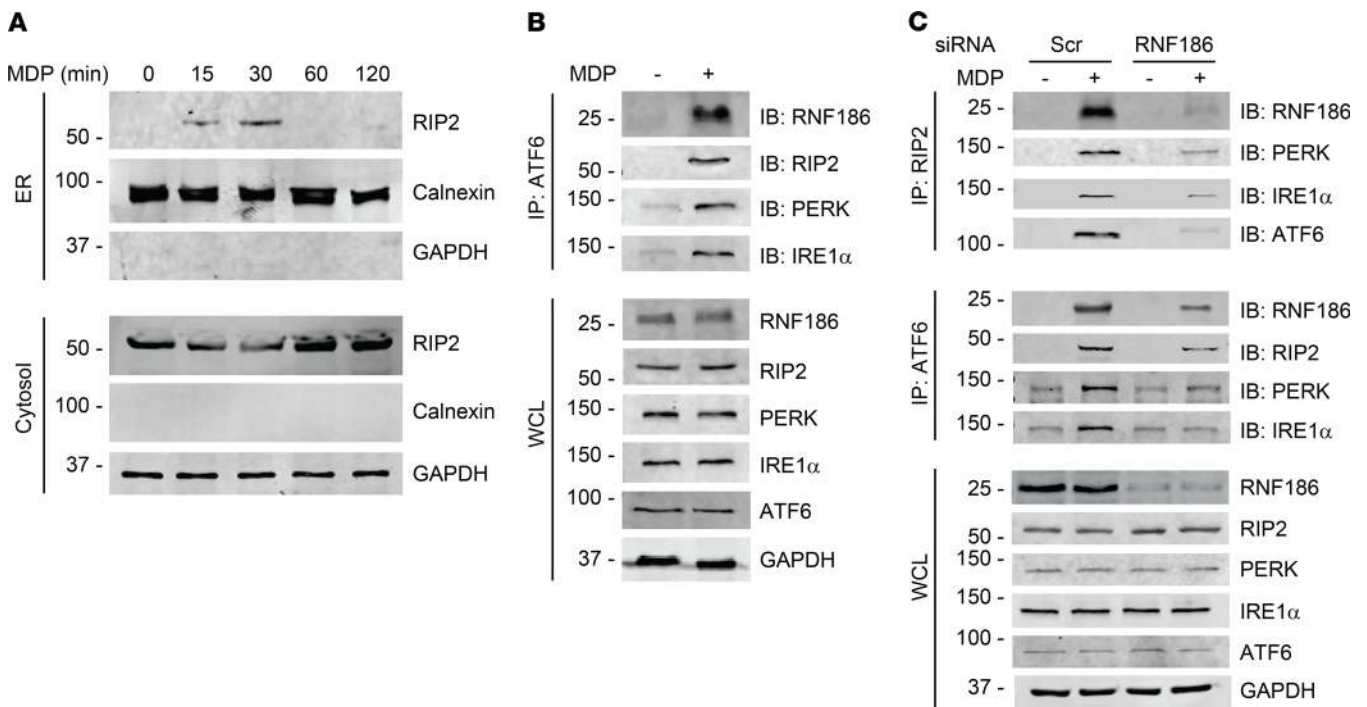 A
MDP (min) 0 15 30 60 120
ER
50 - RIP2
100 - Calnexin
37 - GAPDH
Cytosol
50 - RIP2
100 - Calnexin
37 - GAPDH
B
MDP - +
IP: ATF6
25 - IB: RNF186
50 - IB: RIP2
150 - IB: PERK
150 - IB: IRE1α
WCL
25 - RNF186
50 - RIP2
150 - PERK
150 - IRE1α
100 - ATF6
37 - GAPDH
C
siRNA Scr RNF186
MDP - + - +
IP: RIP2
25 - IB: RNF186
150 - IB: PERK
150 - IB: IRE1α
100 - IB: ATF6
IP: ATF6
25 - IB: RNF186
50 - IB: RIP2
150 - IB: PERK
150 - IB: IRE1α
WCL
25 - RNF186
50 - RIP2
150 - PERK
150 - IRE1α
100 - ATF6
37 - GAPDH